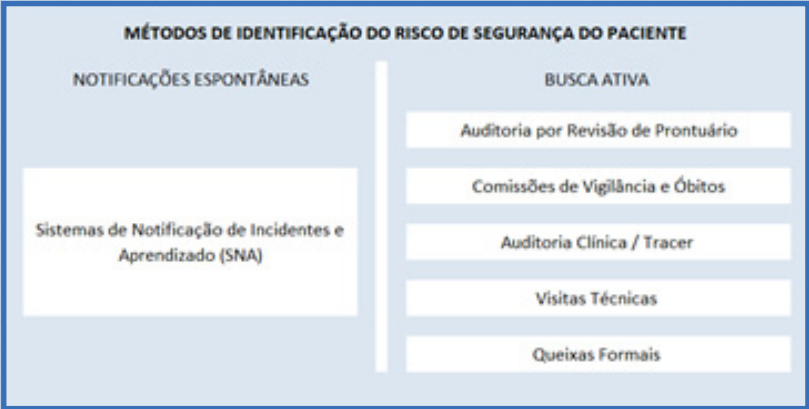 MÉTODOS DE IDENTIFICAÇÃO DO RISCO DE SEGURANÇA DO PACIENTE
NOTIFICAÇÕES ESPONTÂNEAS
Sistemas de Notificação de Incidentes e
Aprendizado (SNA)
BUSCA ATIVA
Auditoria por Revisão de Prontuário
Comissões de Vigilância e Óbitos
Auditoria Clínica / Tracer
Visitas Técnicas
Queixas Formais